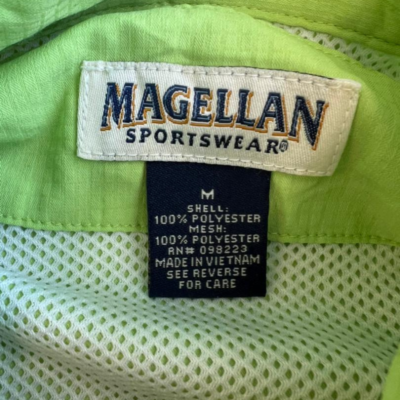 MAGELLAN
SPORTSWEAR®
M
SHELL:
100% POLYESTER
MESH:
100% POLYESTER
RN# 098223
MADE IN VIETNAM
SEE REVERSE
FOR CARE